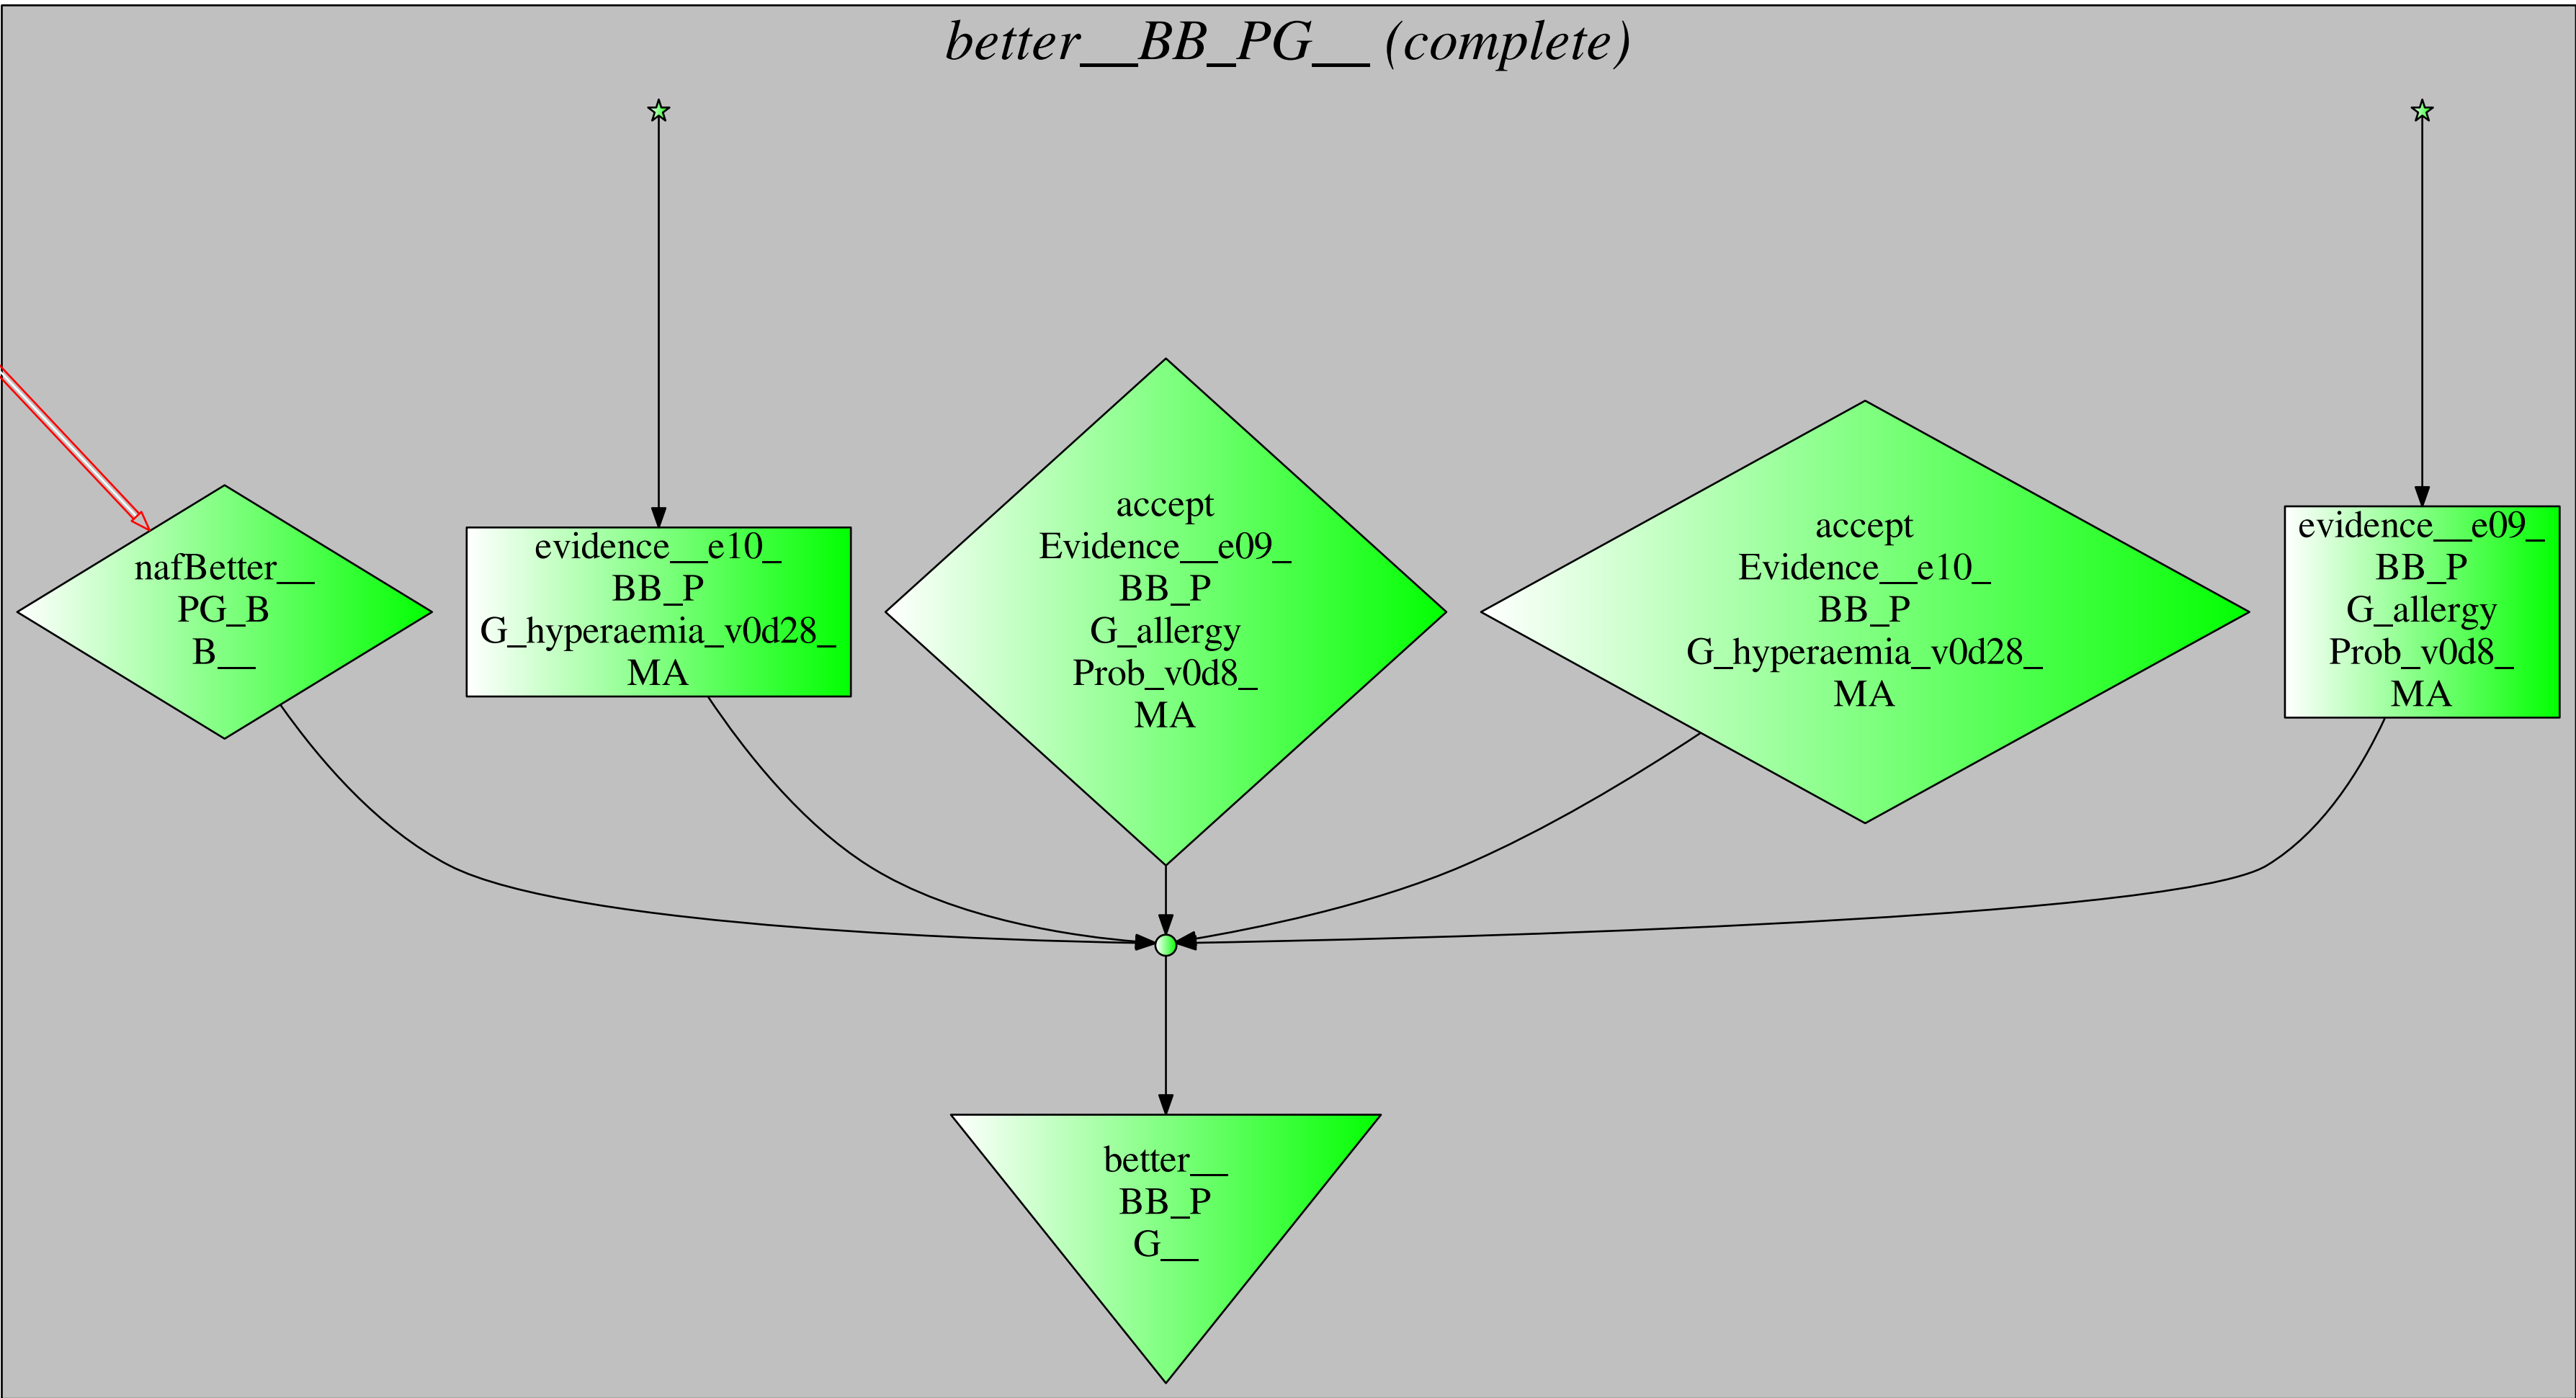 better__BB_PG__ (complete)
nafBetter__
PG_B
B__
evidence__e10_
BB_P
G_hyperaemia_v0d28_
MA
accept
Evidence__e09_
BB_P
G_allergy
Prob_v0d8_
MA
accept
Evidence__e10_
BB_P
G_hyperaemia_v0d28_
MA
evidence__e09_
BB_P
G_allergy
Prob_v0d8_
MA
better__
BB_P
G__